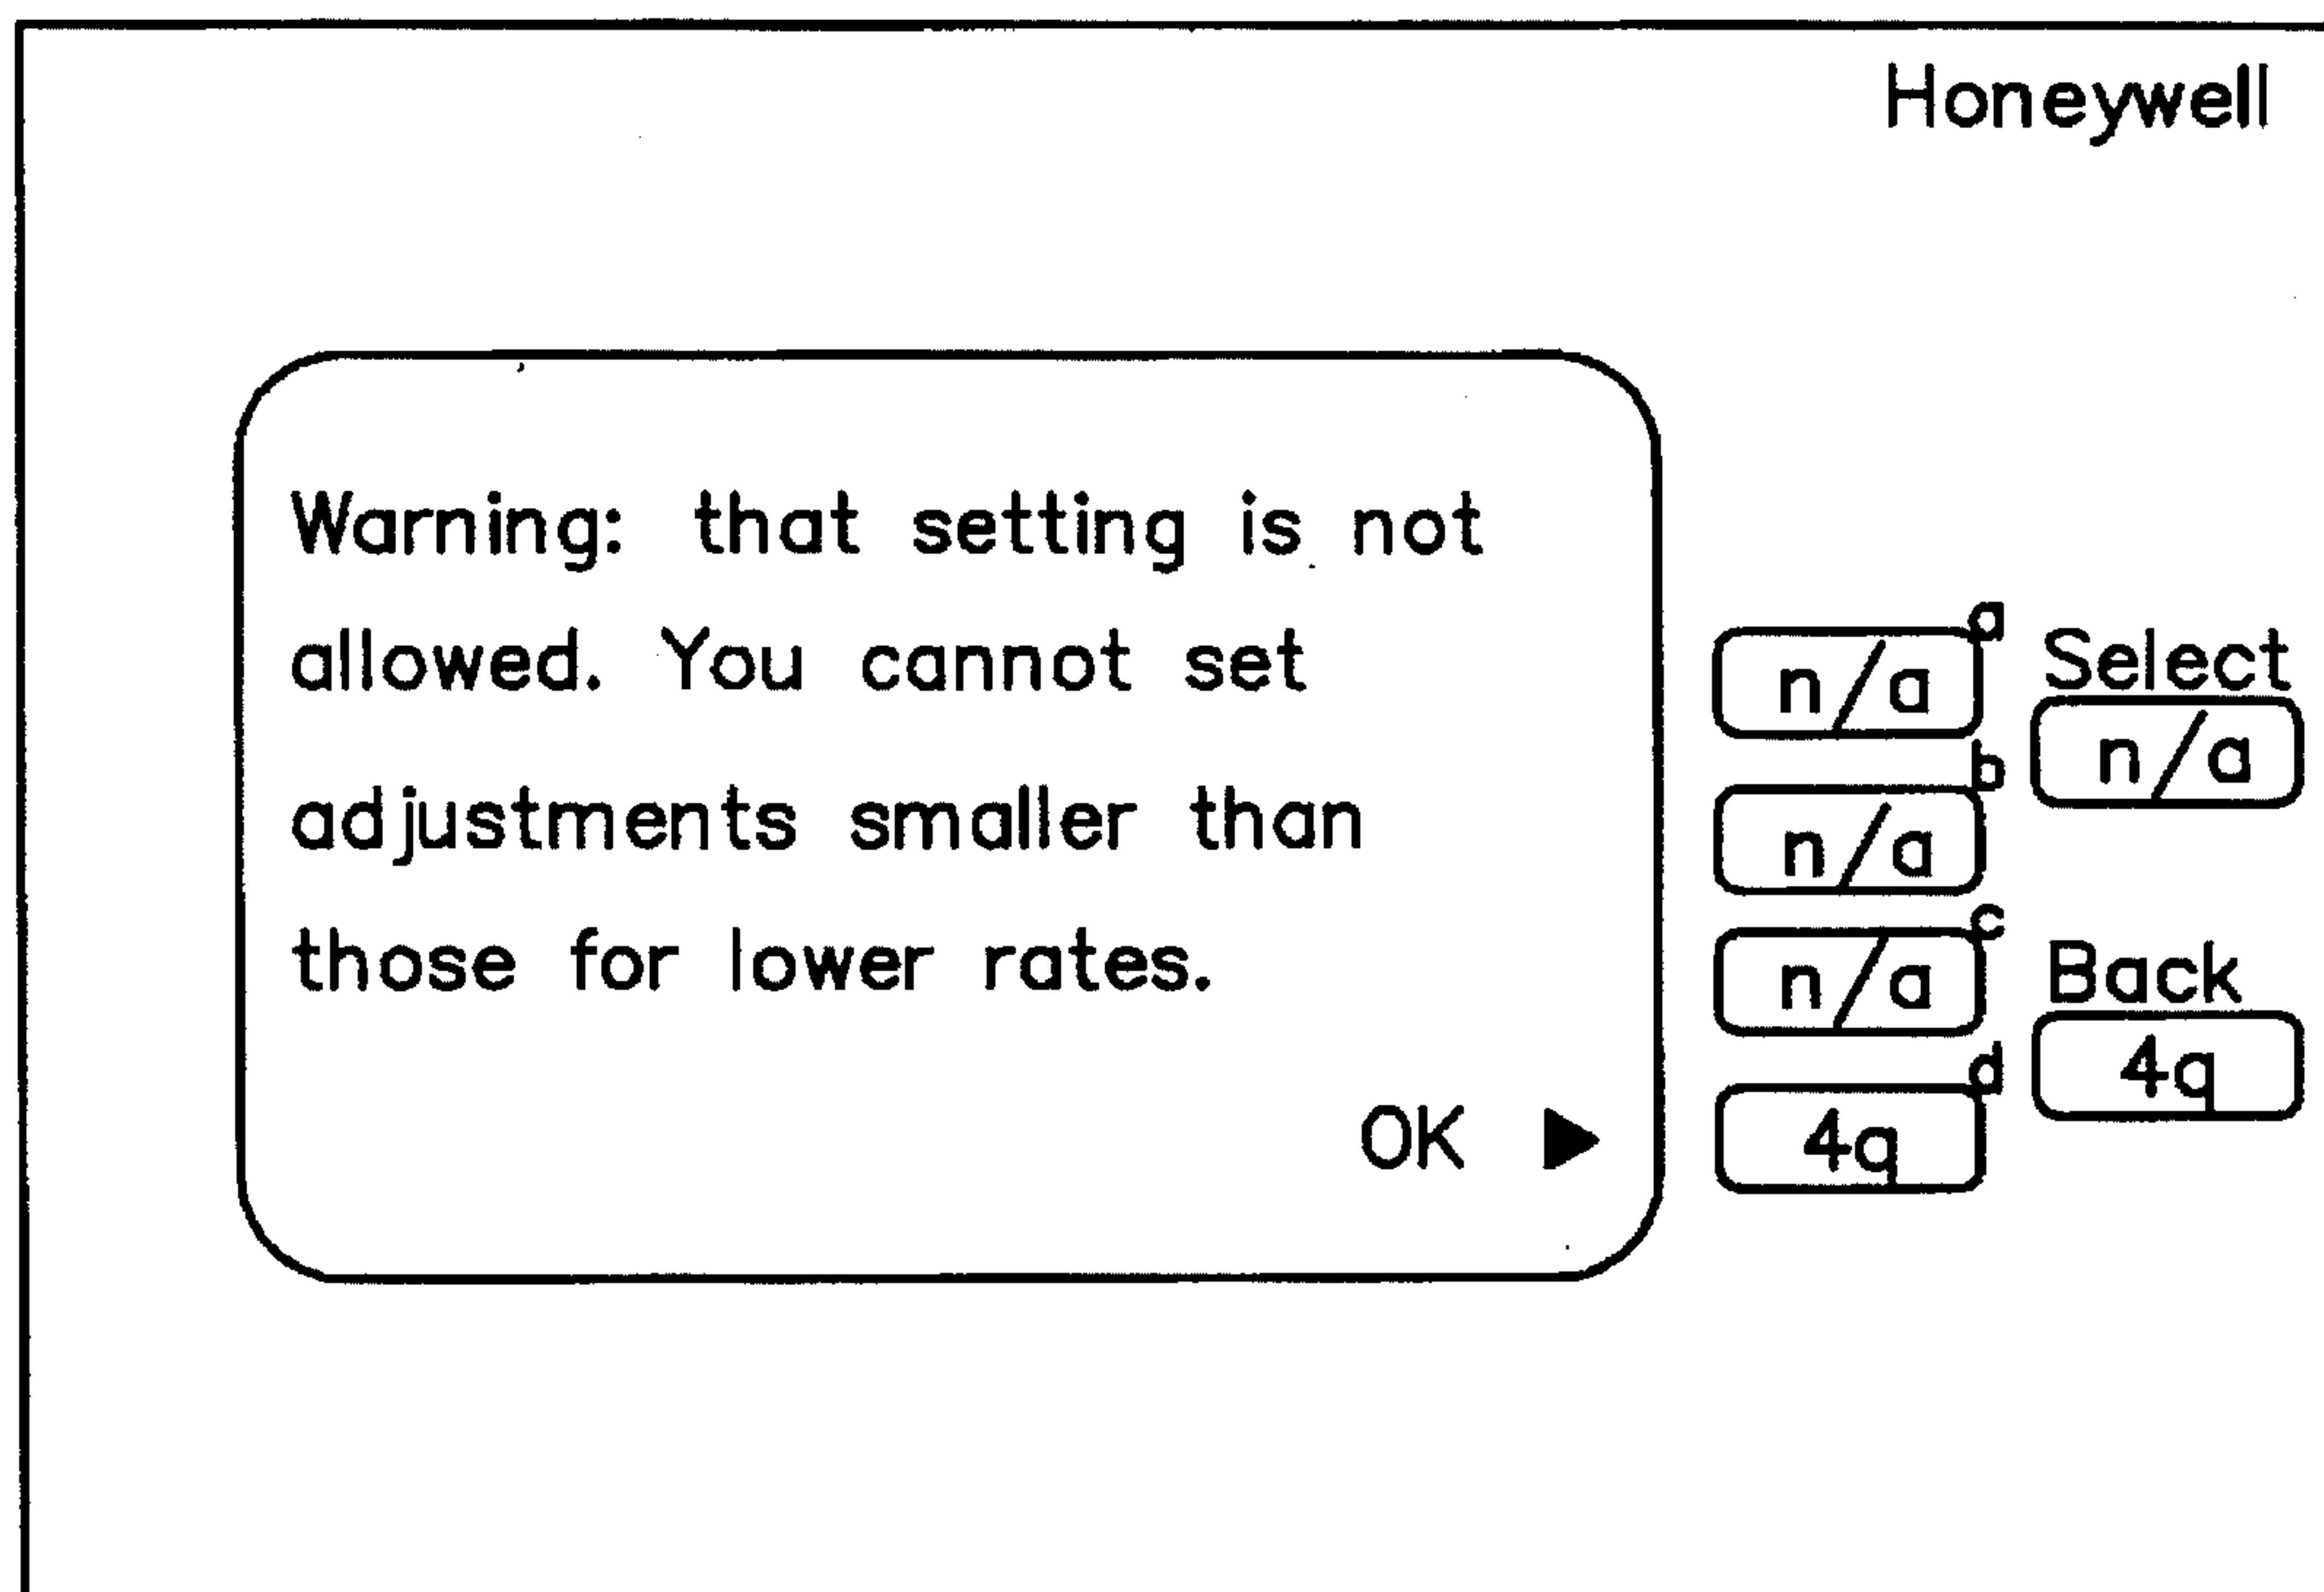 Honeywell
Warning: that setting is not
allowed. You cannot set
adjustments smaller than
those for lower rates.
OK ▶
a
n/a
Select
n/a
b
n/a
c
n/a
Back
4q
d
4q